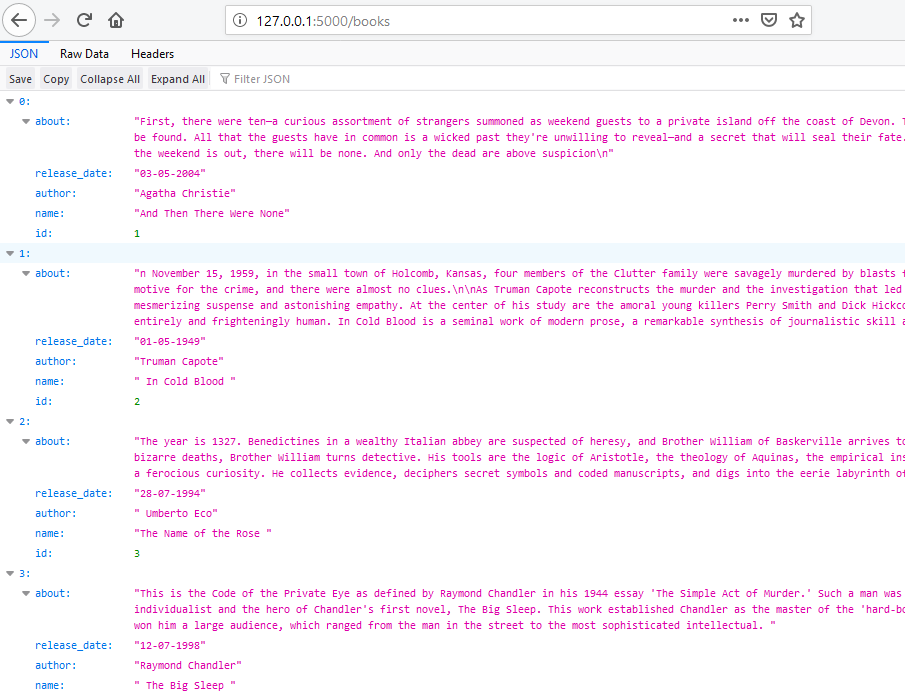 127.0.0.1:5000/books
JSON Raw Data Headers
Save Copy Collapse All Expand All Filter JSON
0:
about: "First, there were ten—a curious assortment of strangers summoned as weekend guests to a private island off the coast of Devon.
be found. All that the guests have in common is a wicked past they're unwilling to reveal—and a secret that will seal their fate.
the weekend is out, there will be none. And only the dead are above suspicion\n"
release_date: "03-05-2004"
author: "Agatha Christie"
name: "And Then There Were None"
id: 1
1:
about: "n November 15, 1959, in the small town of Holcomb, Kansas, four members of the Clutter family were savagely murdered by blasts
motive for the crime, and there were almost no clues.\n\nAs Truman Capote reconstructs the murder and the investigation that led
mesmerizing suspense and astonishing empathy. At the center of his study are the amoral young killers Perry Smith and Dick Hickco
entirely and frighteningly human. In Cold Blood is a seminal work of modern prose, a remarkable synthesis of journalistic skill
release_date: "01-05-1949"
author: "Truman Capote"
name: " In Cold Blood "
id: 2
2:
about: "The year is 1327. Benedictines in a wealthy Italian abbey are suspected of heresy, and Brother William of Baskerville arrives to
bizarre deaths, Brother William turns detective. His tools are the logic of Aristotle, the theology of Aquinas, the empirical ins
a ferocious curiosity. He collects evidence, deciphers secret symbols and coded manuscripts, and digs into the eerie labyrinth of
release_date: "28-07-1994"
author: " Umberto Eco"
name: "The Name of the Rose "
id: 3
3:
about: "This is the Code of the Private Eye as defined by Raymond Chandler in his 1944 essay 'The Simple Act of Murder.' Such a man was
individualist and the hero of Chandler's first novel, The Big Sleep. This work established Chandler as the master of the 'hard-bo
won him a large audience, which ranged from the man in the street to the most sophisticated intellectual. "
release_date: "12-07-1998"
author: "Raymond Chandler"
name: " The Big Sleep "